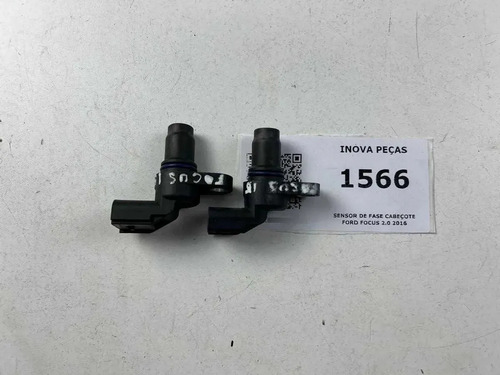 INOVA PEÇAS
1566
SENSOR DE FASE CABEÇOTE
FORD FOCUS 2.0 2016
FOCUS